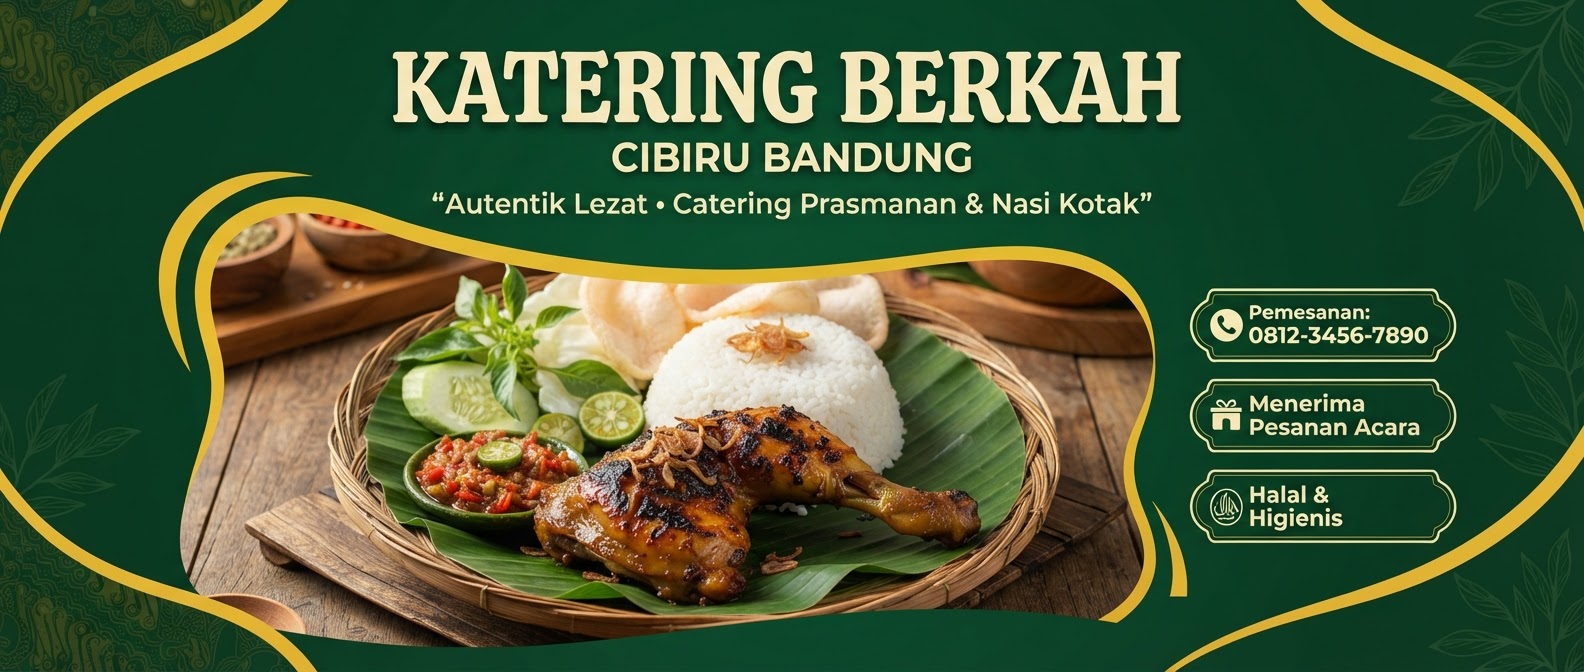 KATERING BERKAH
CIBIRU BANDUNG
“Autentik Lezat • Catering Prasmanan & Nasi Kotak”
Pemesanan:
0812-3456-7890
Menerima
Pesanan Acara
Halal &
Higienis